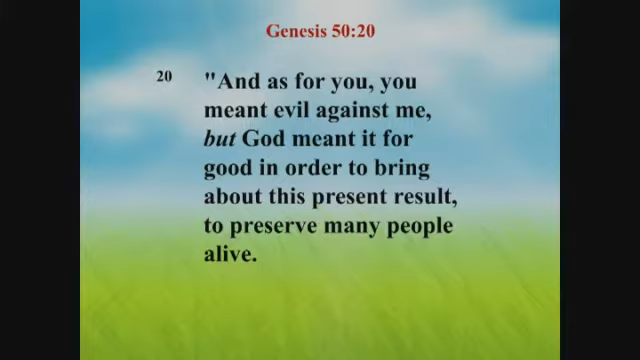 Genesis 50:20
20 "And as for you, you
meant evil against me,
but God meant it for
good in order to bring
about this present result,
to preserve many people
alive.